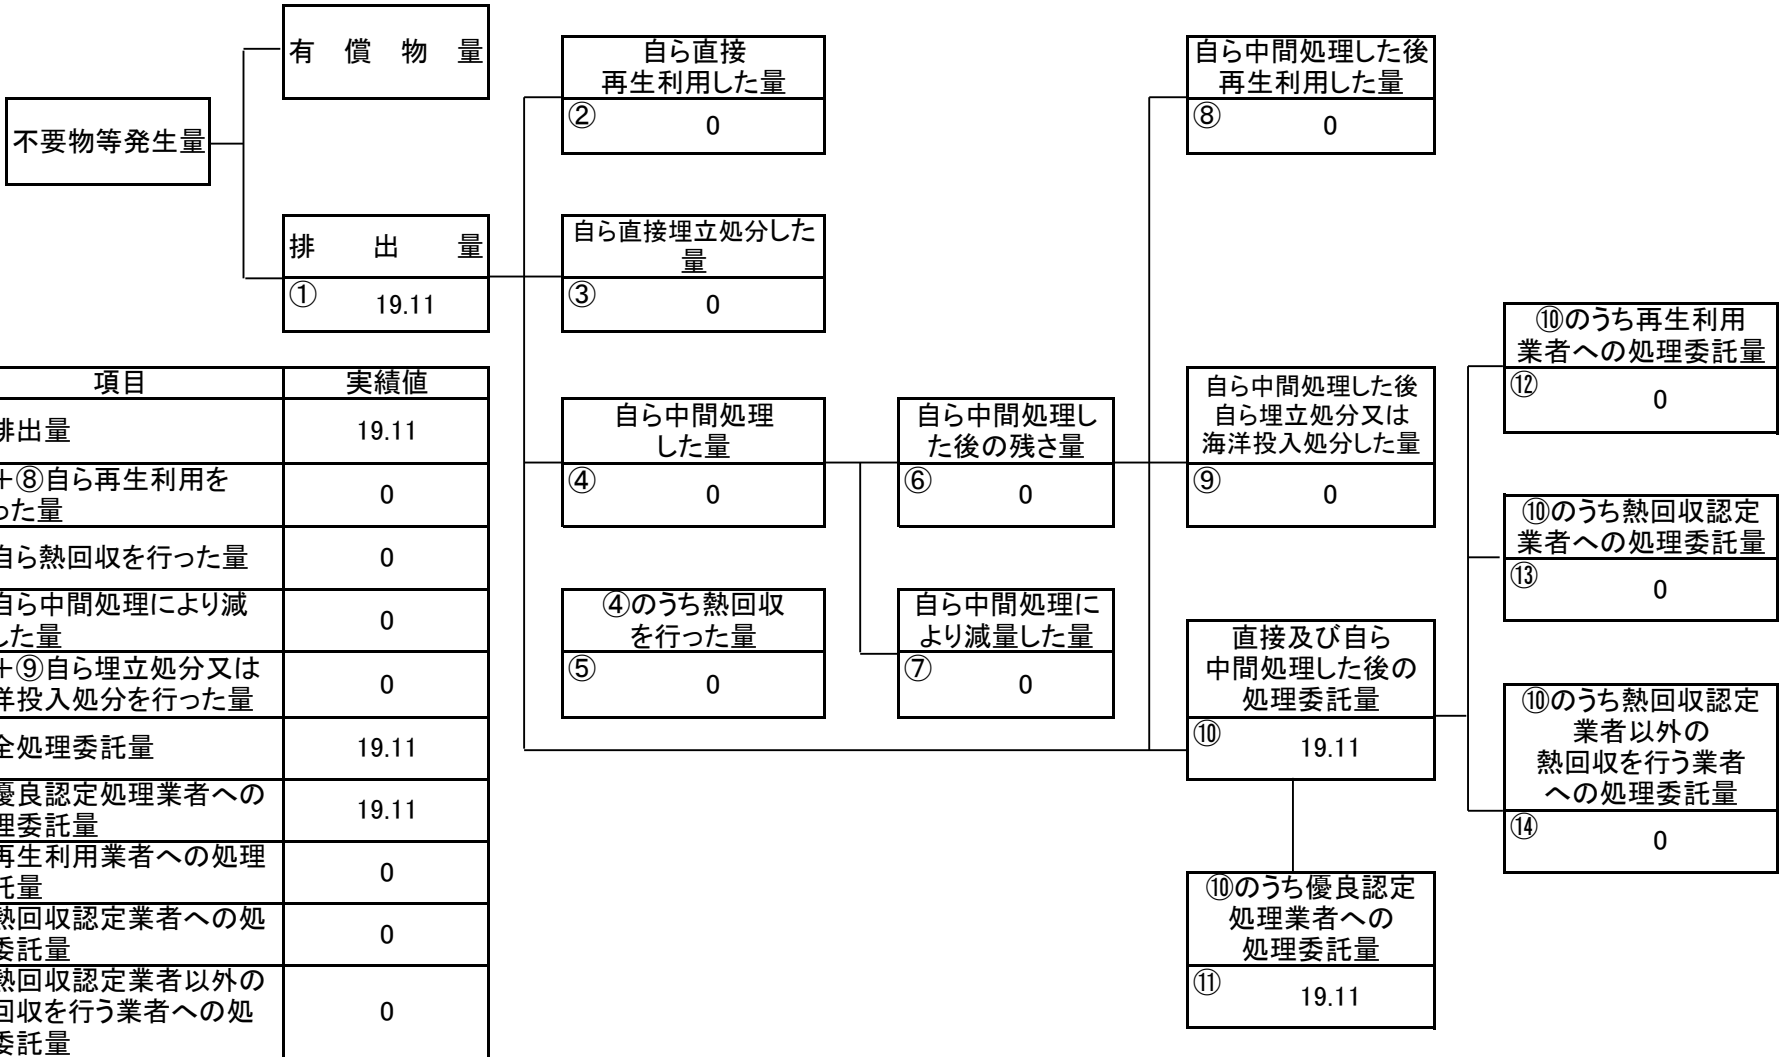 有　償　物　量
不要物等発生量
排　出　量
① 19.11
自ら直接
再生利用した量
② 0
自ら直接埋立処分した
量
③ 0
自ら中間処理
した量
④ 0
④のうち熱回収
を行った量
⑤ 0
自ら中間処理し
た後の残さ量
⑥ 0
自ら中間処理に
より減量した量
⑦ 0
自ら中間処理した後
再生利用した量
⑧ 0
自ら中間処理した後
自ら埋立処分又は
海洋投入処分した量
⑨ 0
直接及び自ら
中間処理した後の
処理委託量
⑩ 19.11
⑩のうち優良認定
処理業者への
処理委託量
⑪ 19.11
⑩のうち再生利用
業者への処理委託量
⑫ 0
⑩のうち熱回収認定
業者への処理委託量
⑬ 0
⑩のうち熱回収認定
業者以外の
熱回収を行う業者
への処理委託量
⑭ 0
項目 実績値
排出量 19.11
＋⑧自ら再生利用を
った量 0
自ら熱回収を行った量 0
自ら中間処理により減
した量 0
＋⑨自ら埋立処分又は
洋投入処分を行った量 0
全処理委託量 19.11
優良認定処理業者への
理委託量 19.11
再生利用業者への処理
託量 0
熱回収認定業者への処
委託量 0
熱回収認定業者以外の
回収を行う業者への処
委託量 0